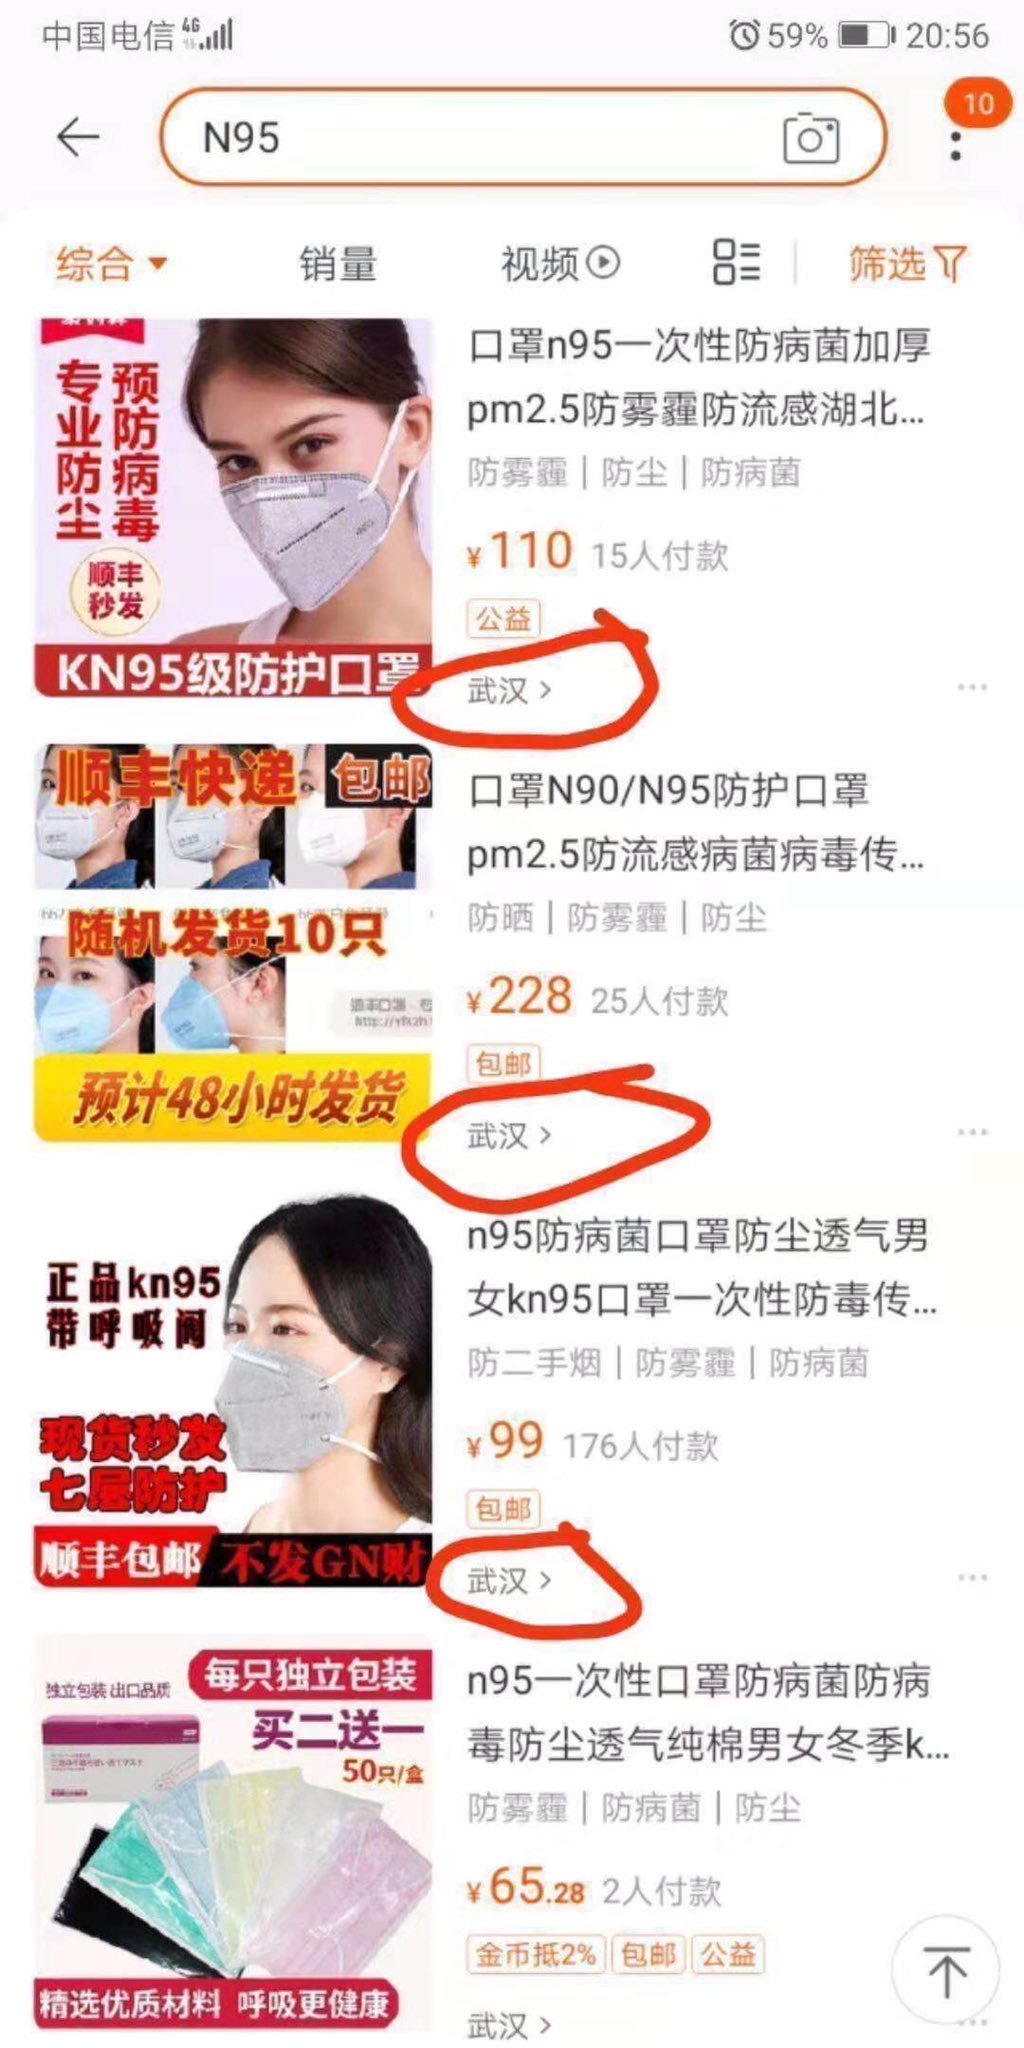 中国电信 4G
59% 20:56
N95
10
综合 销量 视频 筛选
专业防尘
预防病毒
顺丰
秒发
KN95级防护口罩
口罩n95一次性防病菌加厚
pm2.5防雾霾防流感湖北...
防雾霾 | 防尘 | 防病菌
¥110 15人付款
公益
武汉 >
顺丰快递 包邮
随机发货10只
预计48小时发货
口罩N90/N95防护口罩
pm2.5防流感病菌病毒传...
防晒 | 防雾霾 | 防尘
¥228 25人付款
包邮
武汉 >
正品kn95
带呼吸阀
现货秒发
七层防护
顺丰包邮 不发GN财
n95防病菌口罩防尘透气男
女kn95口罩一次性防毒传...
防二手烟 | 防雾霾 | 防病菌
¥99 176人付款
包邮
武汉 >
每只独立包装
独立包装 出口品质
买二送一
50只/盒
精选优质材料 呼吸更健康
n95一次性口罩防病菌防病
毒防尘透气纯棉男女冬季k...
防雾霾 | 防病菌 | 防尘
¥65.28 2人付款
金币抵2% 包邮 公益
武汉 >